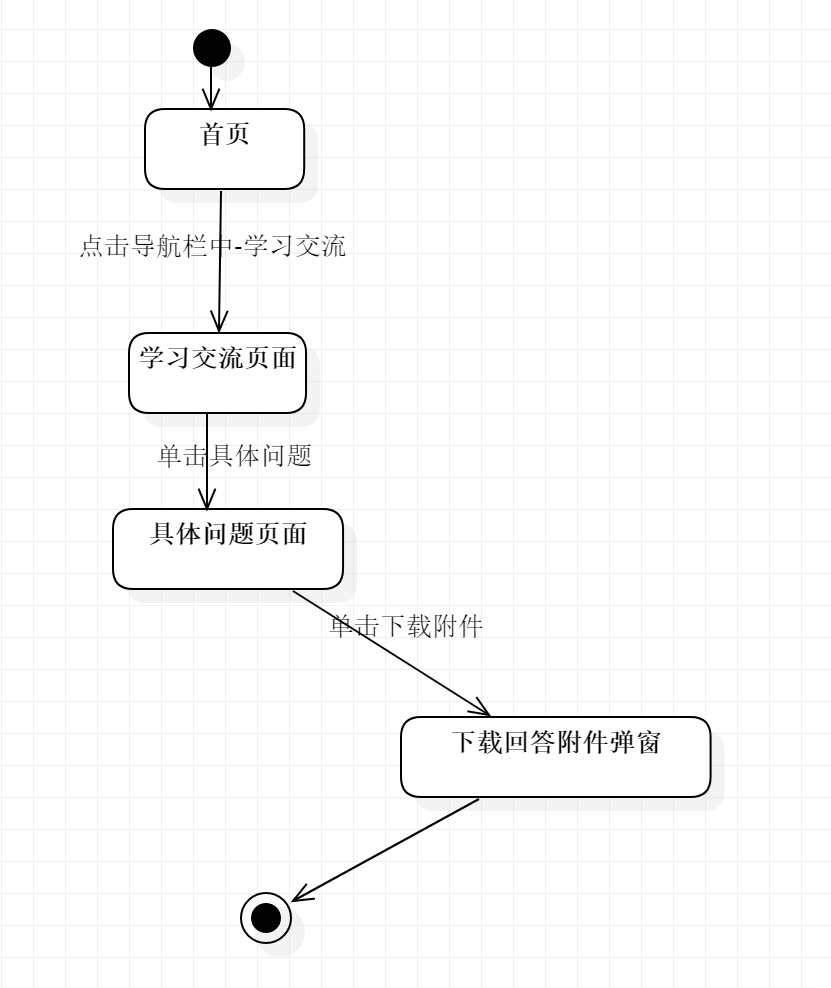 首页
点击导航栏中-学习交流
学习交流页面
单击具体问题
具体问题页面
单击下载附件
下载回答附件弹窗